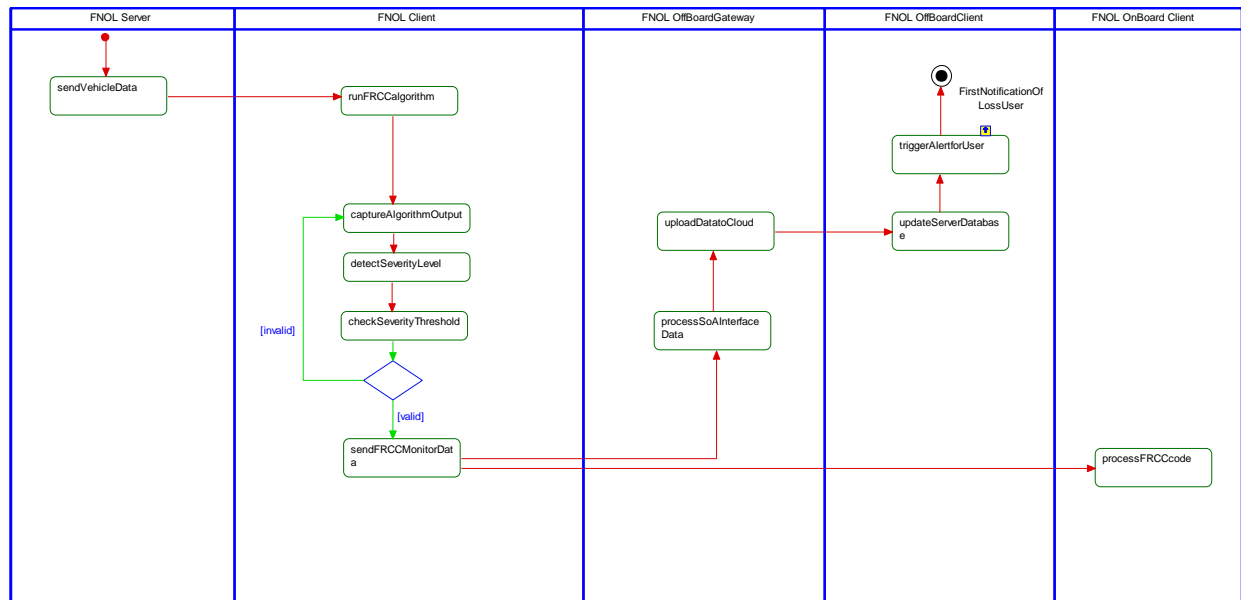 FNOL Server
FNOL Client
FNOL OffBoardGateway
FNOL OffBoardClient
FNOL OnBoard Client
sendVehicleData
runFRCCalgorithm
captureAlgorithmOutput
detectSeverityLevel
checkSeverityThreshold
[invalid]
[valid]
sendFRCCMonitorDat
a
uploadDatatoCloud
processSoAInterface
Data
FirstNotificationOf
LossUser
triggerAlertforUser
updateServerDatabas
e
processFRCCcode